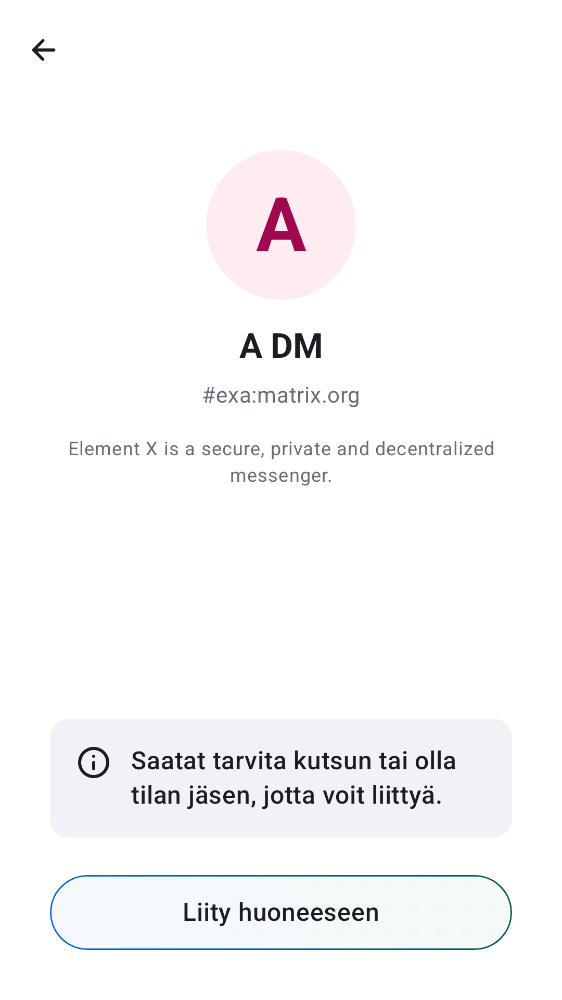 A
A DM
#exa:matrix.org
Element X is a secure, private and decentralized
messenger.
Saatat tarvita kutsun tai olla
tilan jäsen, jotta voit liittyä.
Liity huoneeseen